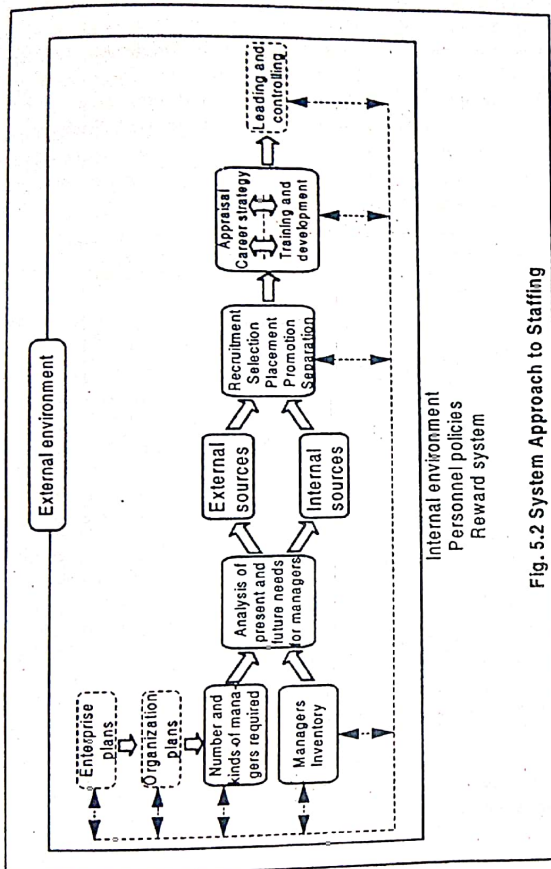 External environment
Enterprise plans
Organization
plans
Number and
kinds of mana-
gers required
Managers
Inventory
Analysis of
present and
future needs
for managers
External
sources
Internal
sources
Recruitment
Selection
Placement
Promotion
Separation
Appraisal
Career strategy
Training and
development
Leading and
controlling
Internal environment
Personnel policies
Reward system
Fig. 5.2 System Approach to Staffing